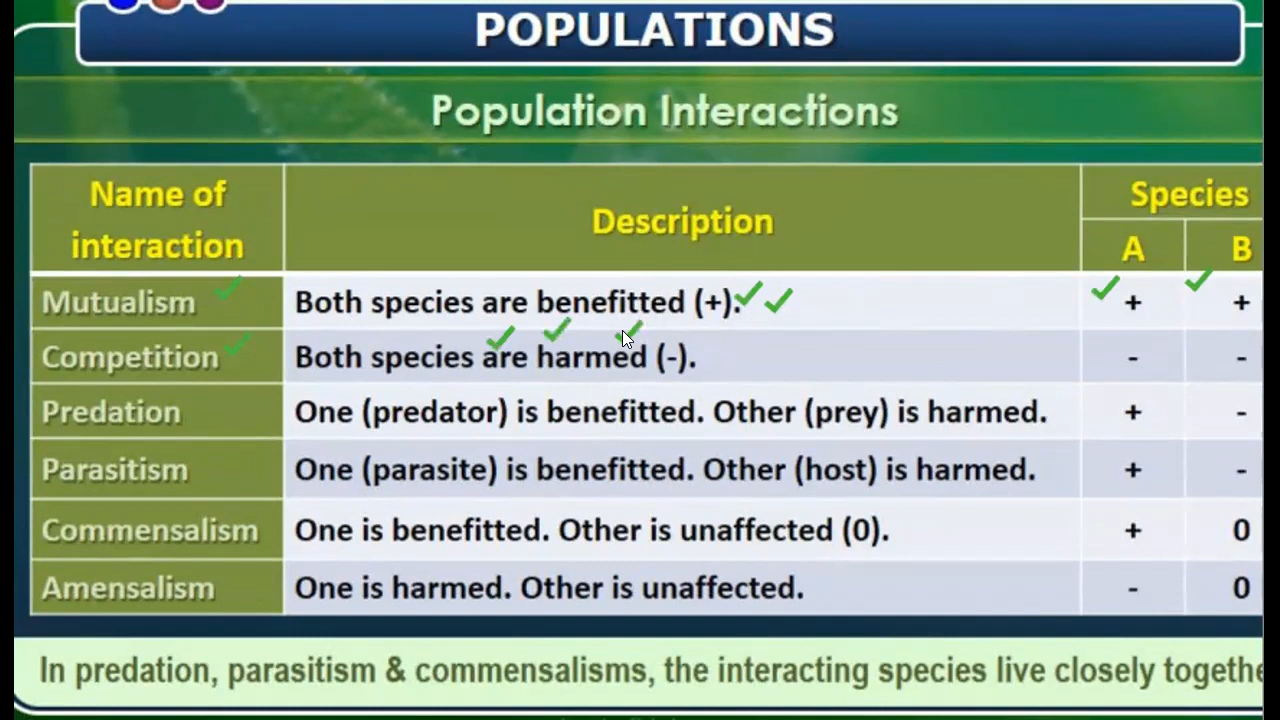 POPULATIONS
Population Interactions
Name of interaction Description Species
A B
Mutualism Both species are benefitted (+). + +
Competition Both species are harmed (-). - -
Predation One (predator) is benefitted. Other (prey) is harmed. + -
Parasitism One (parasite) is benefitted. Other (host) is harmed. + -
Commensalism One is benefitted. Other is unaffected (0). + 0
Amensalism One is harmed. Other is unaffected. - 0
In predation, parasitism & commensalisms, the interacting species live closely togethe